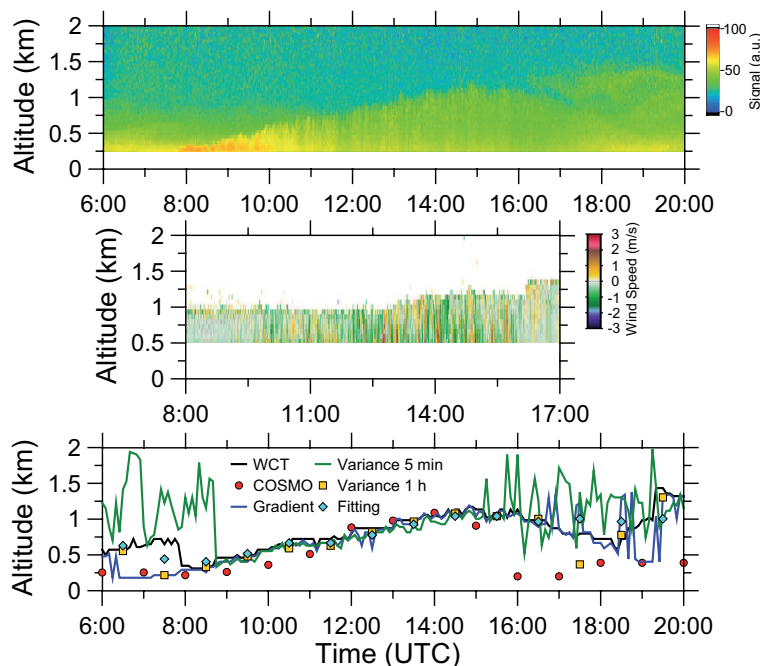 2
1.5
1
0.5
0
Altitude (km)
6:00 8:00 10:00 12:00 14:00 16:00 18:00 20:00
100
50
0
Signal (a.u.)
2
1.5
1
0.5
0
Altitude (km)
8:00 11:00 14:00 17:00
3
2
1
0
-1
-2
-3
Wind Speed (m/s)
2
1.5
1
0.5
0
Altitude (km)
WCT Variance 5 min
COSMO Variance 1 h
Gradient Fitting
6:00 8:00 10:00 12:00 14:00 16:00 18:00 20:00
Time (UTC)